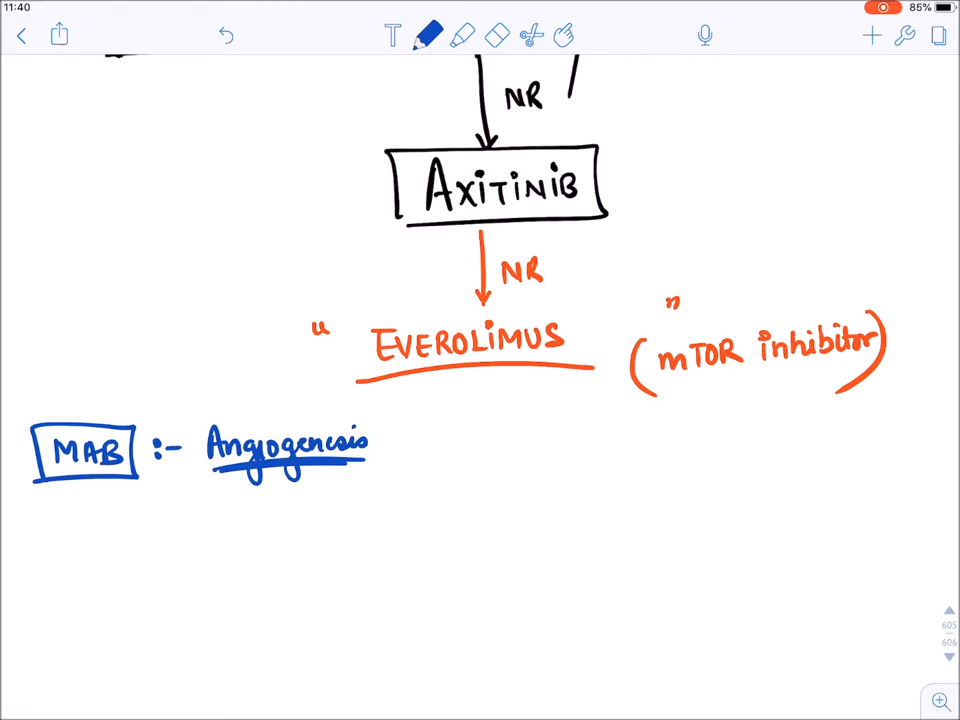 11:40
85%
T
NR
AXITINIB
NR
" EVEROLIMUS " (mTOR inhibitor)
MAB :- Angiogenesis
605
606